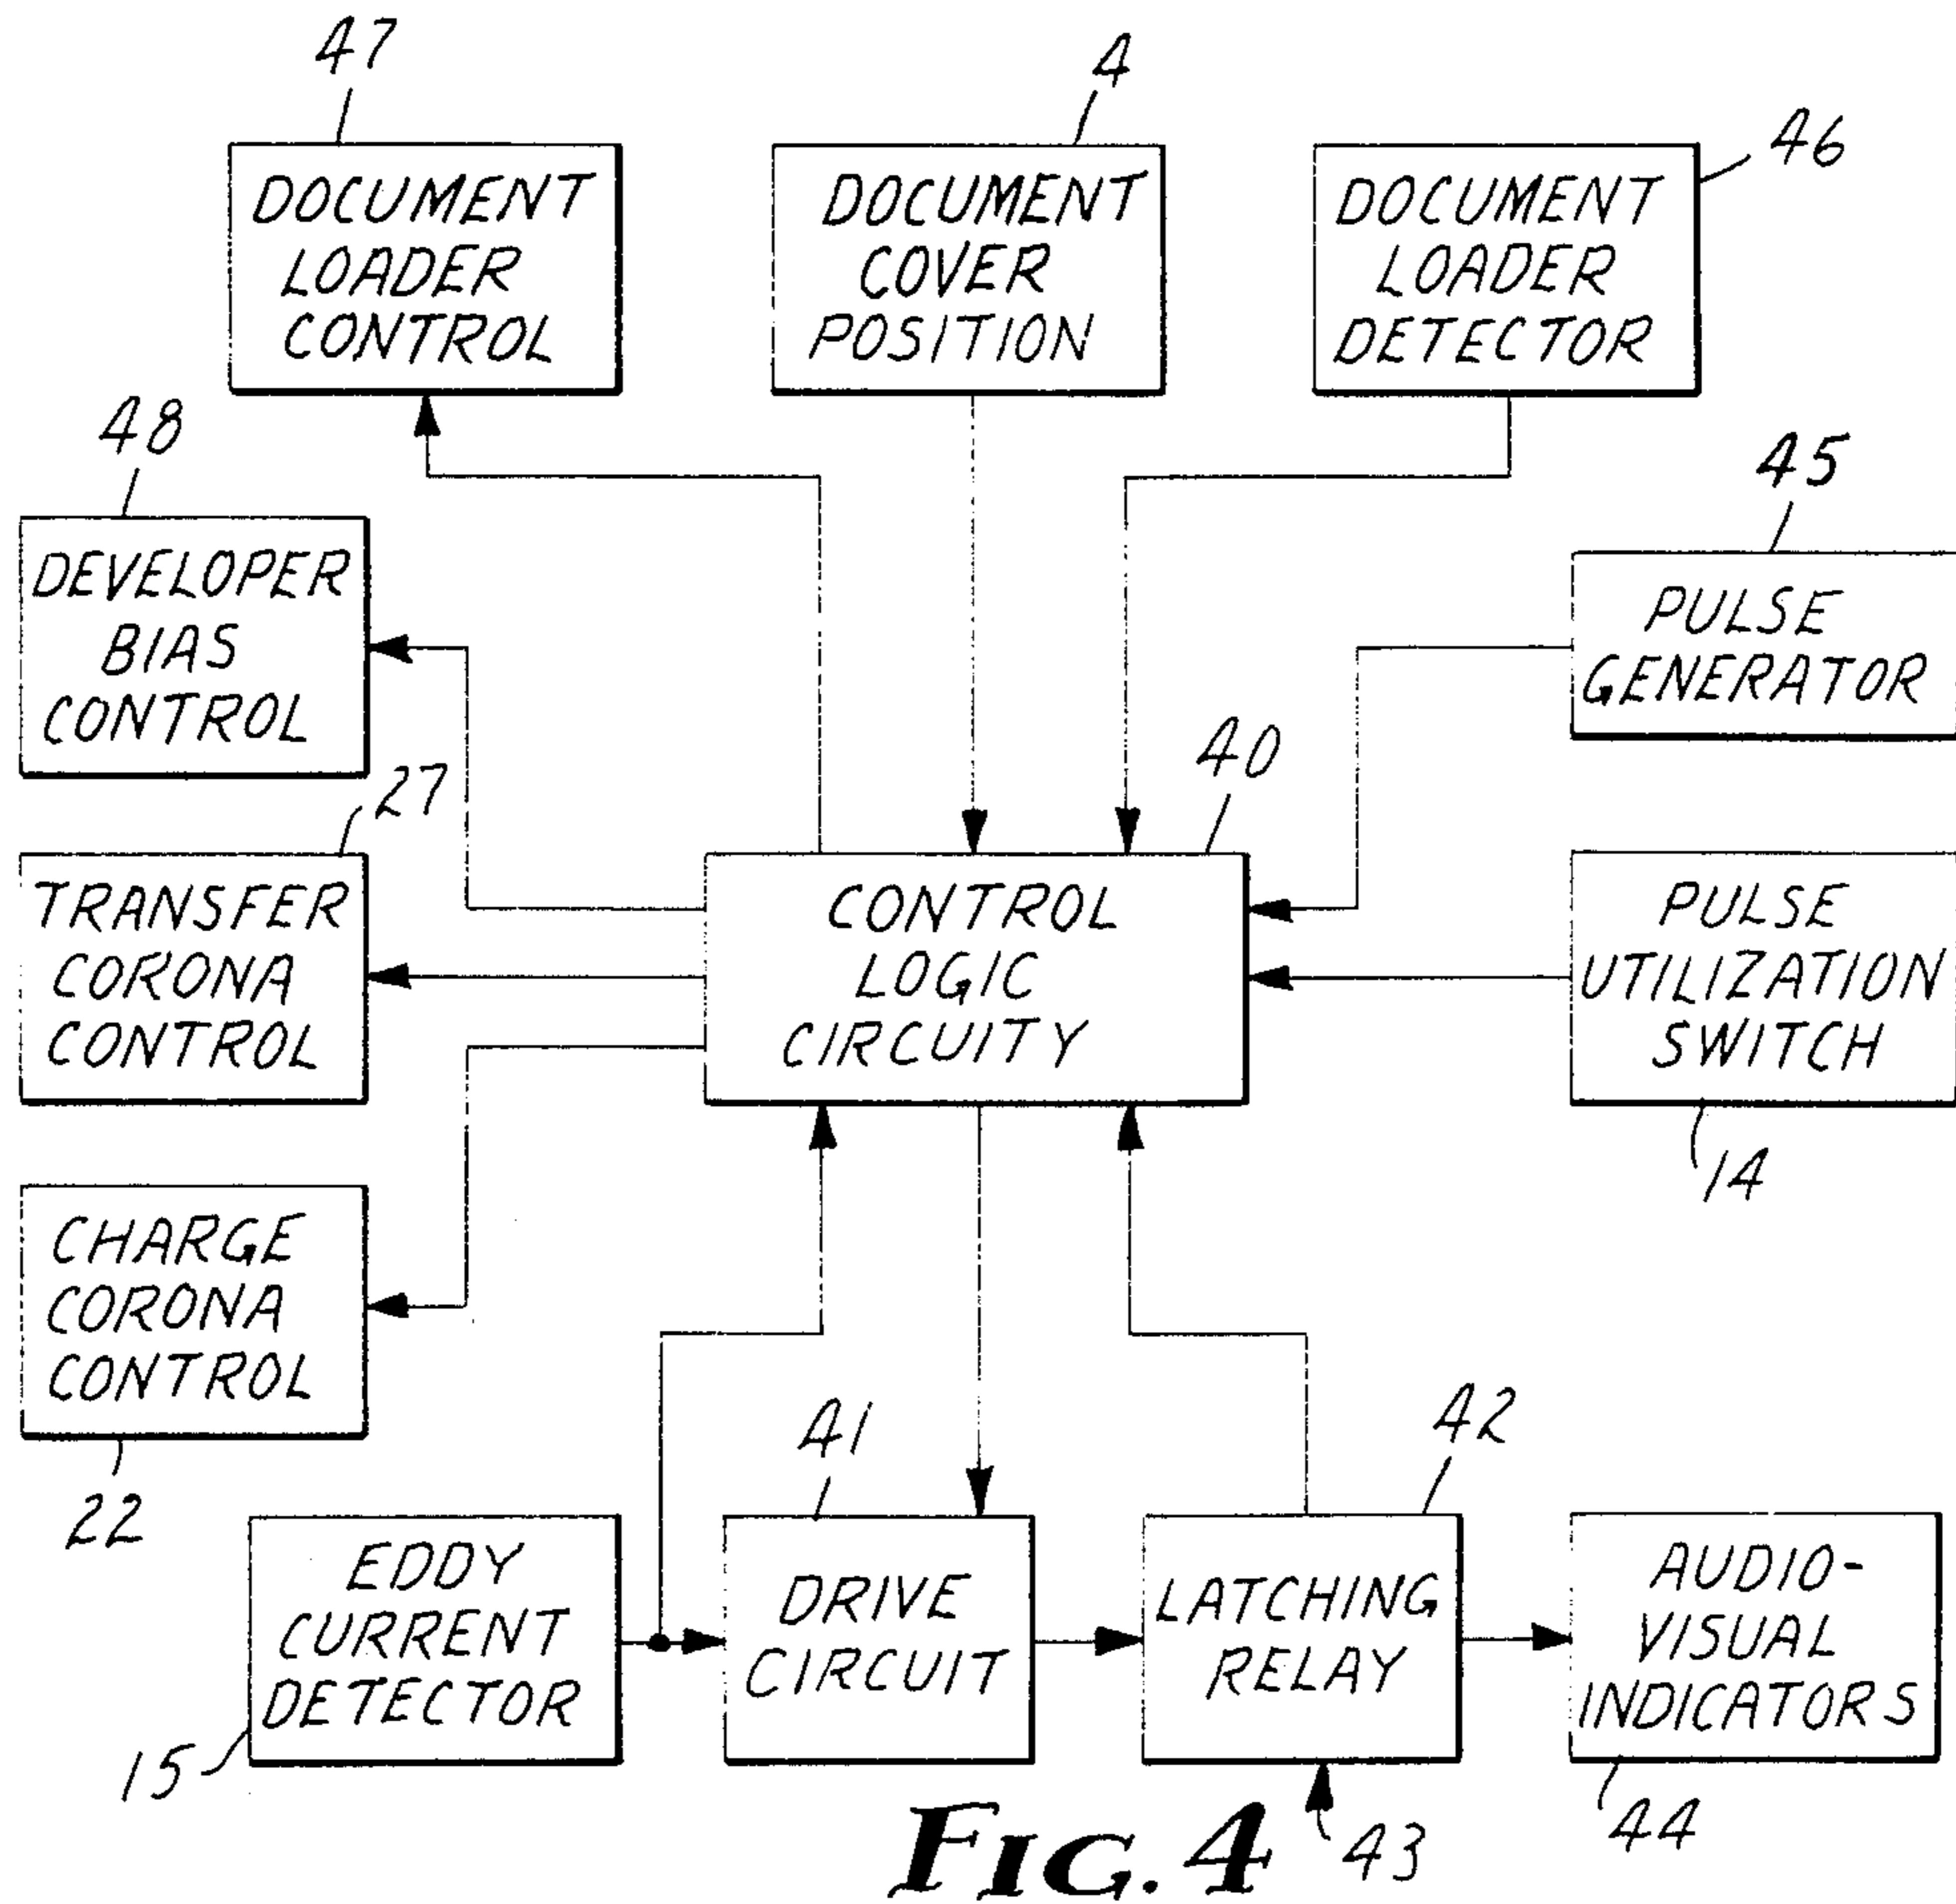 47
4
46
DOCUMENT
LOADER
CONTROL
DOCUMENT
COVER
POSITION
DOCUMENT
LOADER
DETECTOR
48
45
DEVELOPER
BIAS
CONTROL
PULSE
GENERATOR
40
27
TRANSFER
CORONA
CONTROL
CONTROL
LOGIC
CIRCUITY
PULSE
UTILIZATION
SWITCH
14
CHARGE
CORONA
CONTROL
22
41
42
EDDY
CURRENT
DETECTOR
15
DRIVE
CIRCUIT
LATCHING
RELAY
AUDIO-
VISUAL
INDICATORS
43
44
FIG. 4